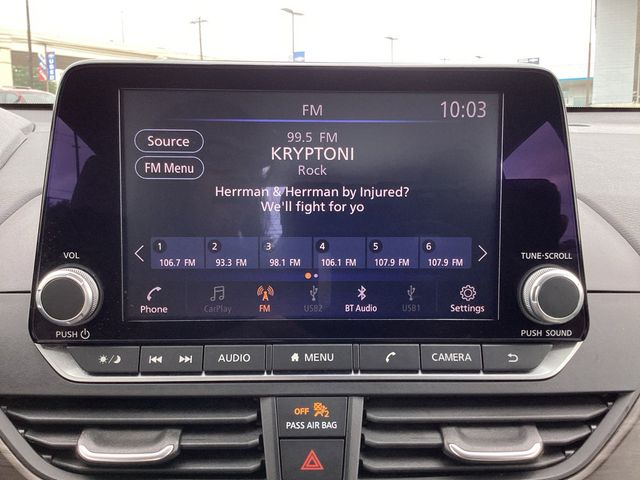 FM
10:03
Source
99.5 FM
KRYPTONI
FM Menu
Rock
Herrman & Herrman by Injured?
We'll fight for yo
1 2 3 4 5 6
106.7 FM 93.3 FM 98.1 FM 106.1 FM 107.9 FM 107.9 FM
Phone CarPlay FM USB2 BT Audio USB1 Settings
VOL
TUNE·SCROLL
PUSH
PUSH SOUND
AUDIO MENU CAMERA
OFF 2
PASS AIR BAG